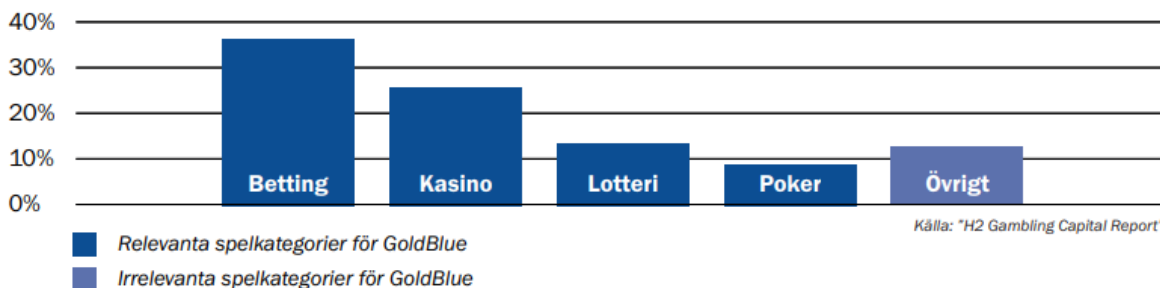 40%
30%
20%
10%
0%
Betting
Kasino
Lotteri
Poker
Övrigt
Källa: "H2 Gambling Capital Report"
Relevanta spelkategorier för GoldBlue
Irrelevanta spelkategorier för GoldBlue